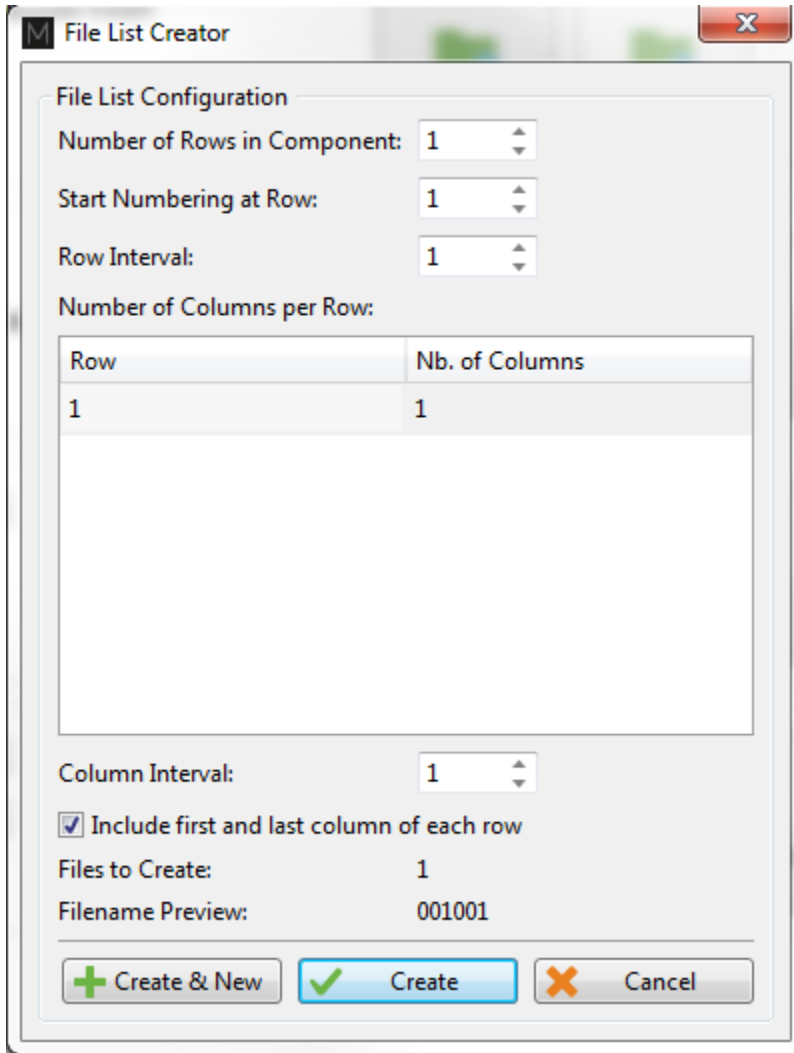 M File List Creator
File List Configuration
Number of Rows in Component: 1
Start Numbering at Row: 1
Row Interval: 1
Number of Columns per Row:
Row Nb. of Columns
1 1
Column Interval: 1
Include first and last column of each row
Files to Create: 1
Filename Preview: 001001
Create & New Create Cancel